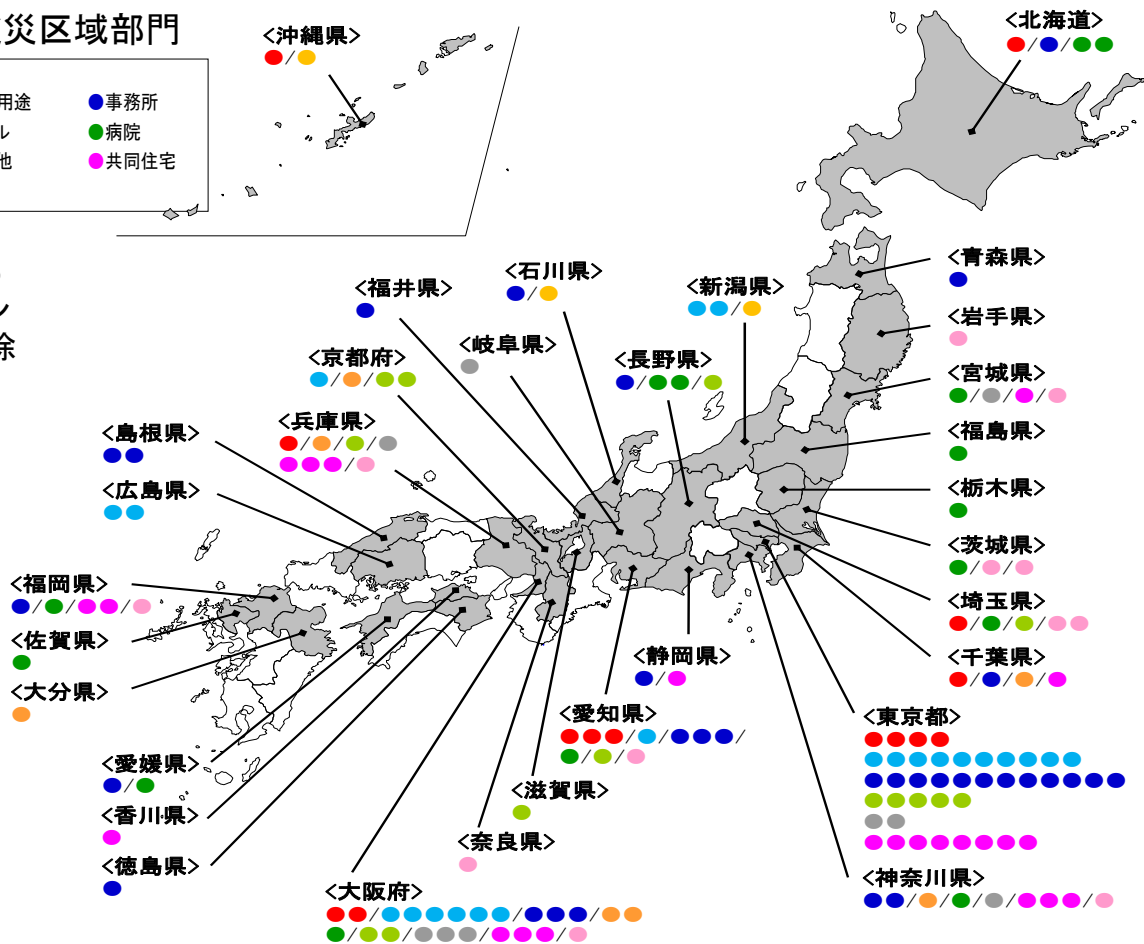 災区域部門
用途 ●事務所
ル ●病院
他 ●共同住宅
ル
除
<沖縄県>
/
<北海道>
/ /
<青森県>
<岩手県>
<宮城県>
/ / /
<福島県>
<栃木県>
<茨城県>
/ /
<埼玉県>
/ / /
<千葉県>
/ / /
<東京都>
<神奈川県>
/ / / / /
<新潟県>
/
<石川県>
/
<福井県>
<岐阜県>
<長野県>
/ /
<京都府>
/ /
<兵庫県>
/ / /
/
<島根県>
<広島県>
<福岡県>
/ / /
<佐賀県>
<大分県>
<愛媛県>
/
<香川県>
<徳島県>
<静岡県>
/
<愛知県>
/ / /
/ /
<滋賀県>
<奈良県>
<大阪府>
/ / /
/ / / /